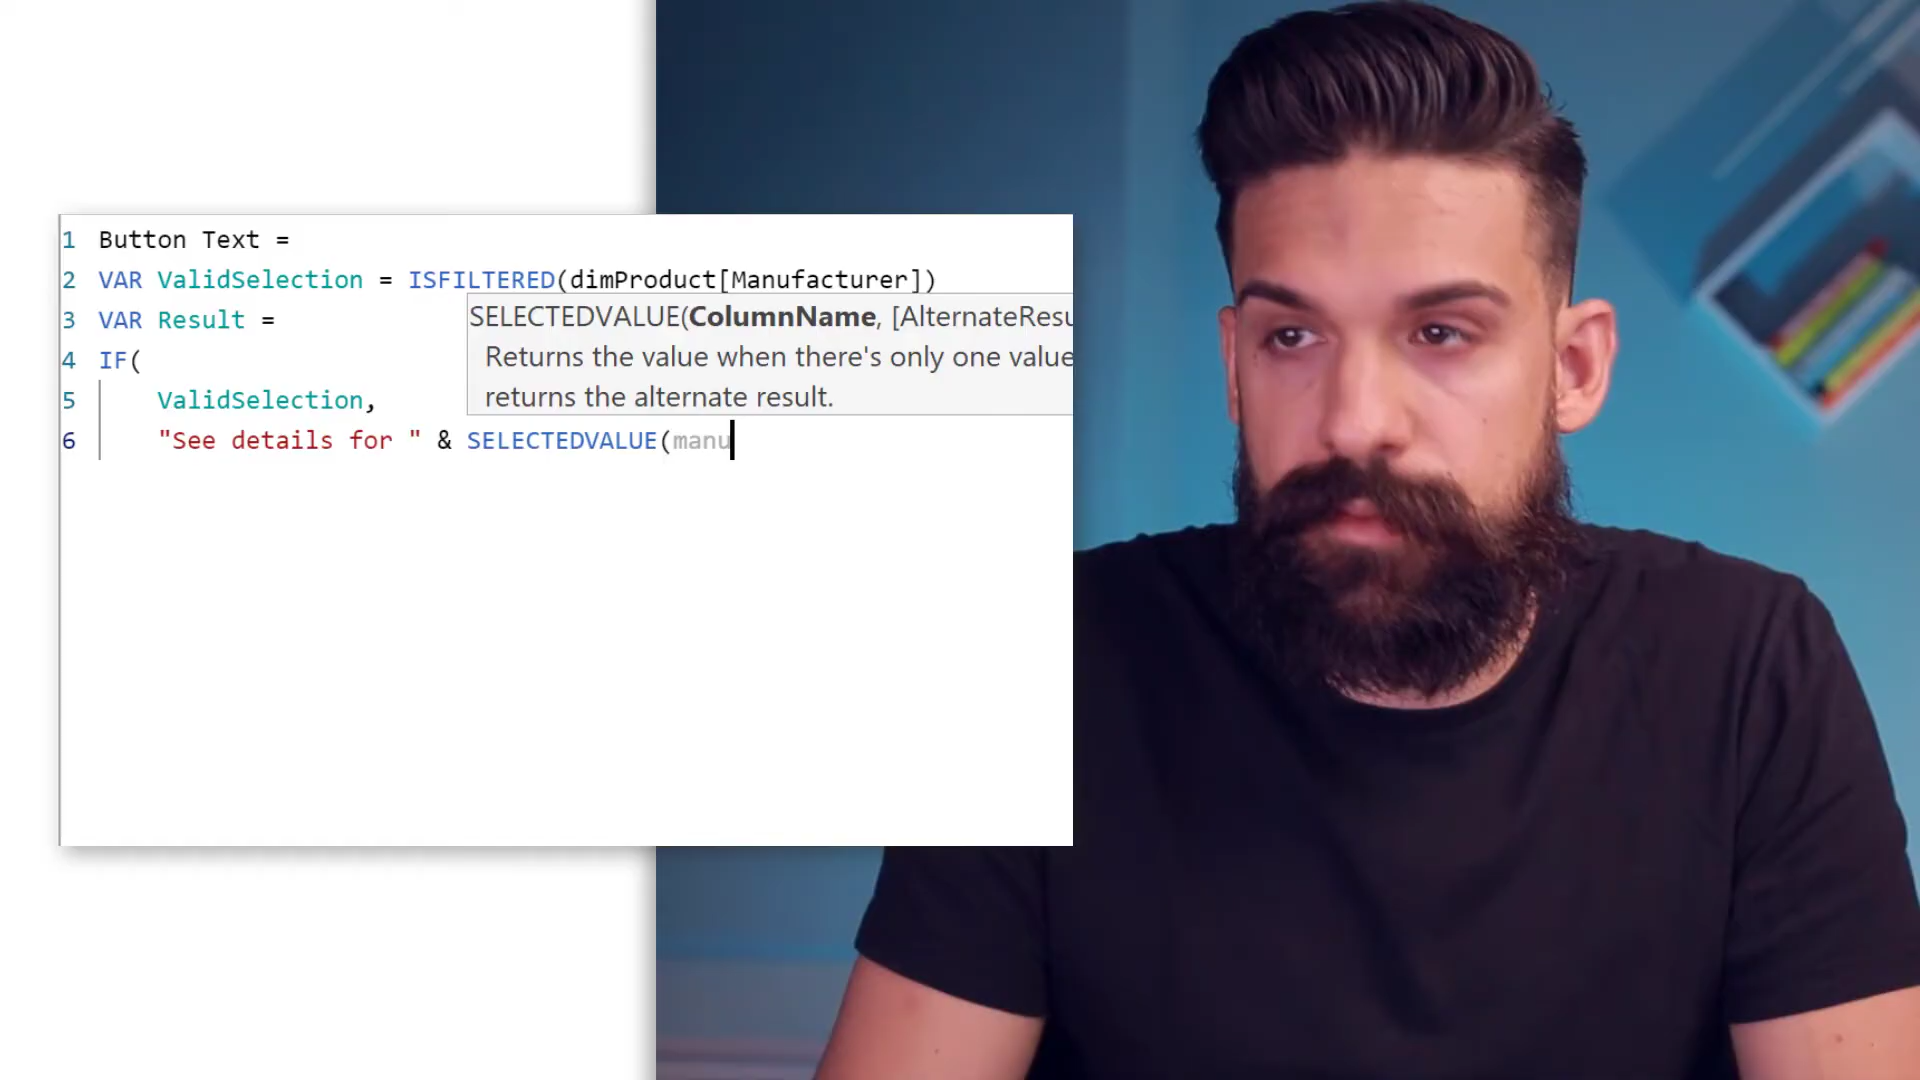 1 Button Text =
2 VAR ValidSelection = ISFILTERED(dimProduct[Manufacturer])
3 VAR Result =
SELECTEDVALUE(ColumnName, [AlternateResu
4 IF(
Returns the value when there's only one value
5 ValidSelection,
returns the alternate result.
6 "See details for " & SELECTEDVALUE(manu